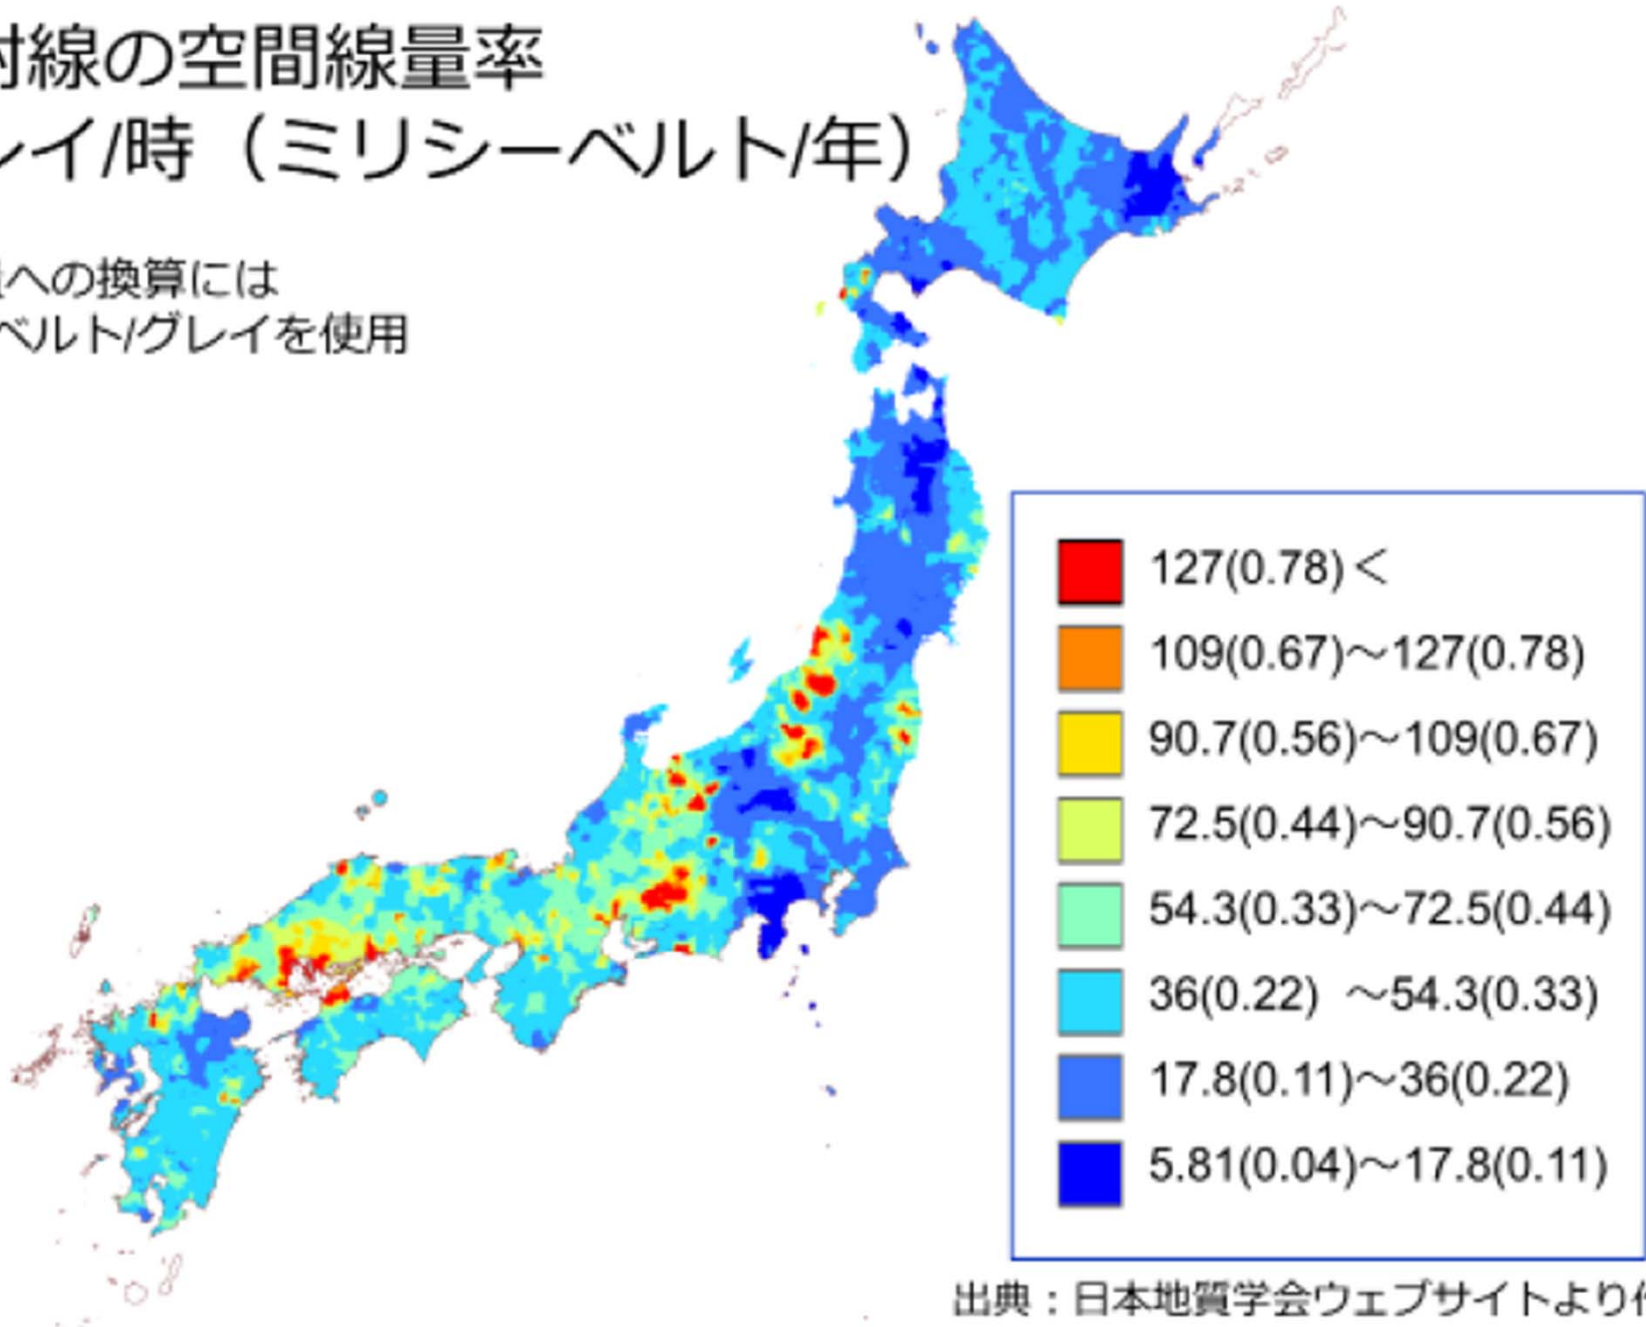 射線の空間線量率
レイ/時（ミリシーベルト/年）
への換算には
ベルト/グレイを使用
127(0.78)＜
109(0.67)～127(0.78)
90.7(0.56)～109(0.67)
72.5(0.44)～90.7(0.56)
54.3(0.33)～72.5(0.44)
36(0.22) ～54.3(0.33)
17.8(0.11)～36(0.22)
5.81(0.04)～17.8(0.11)
出典：日本地質学会ウェブサイトより作